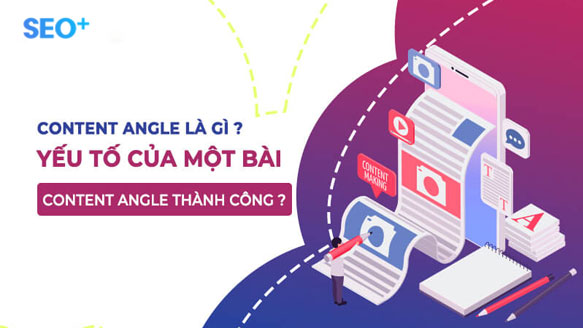 SEO+
CONTENT ANGLE LÀ GÌ ?
YẾU TỐ CỦA MỘT BÀI
CONTENT ANGLE THÀNH CÔNG ?
CONTENT
MAKING
T
T
A